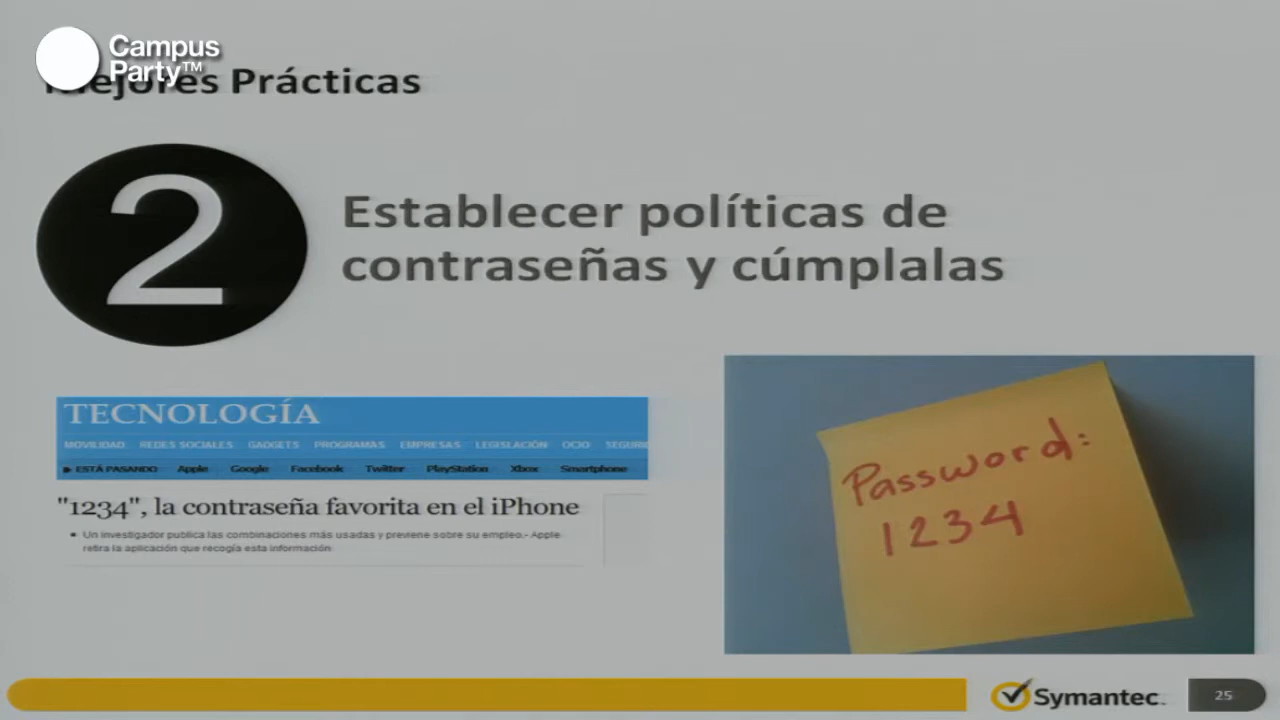 Campus
Party™
Mejores Prácticas
2
Establecer políticas de
contraseñas y cúmplalas
TECNOLOGÍA
MOVILIDAD REDES SOCIALES GADGETS PROGRAMAS EMPRESAS LEGISLACIÓN OCIO SEGURI
ESTÁ PASANDO Apple Google Facebook Twitter PlayStation Xbox Smartphone
"1234", la contraseña favorita en el iPhone
Un investigador publica las combinaciones más usadas y previene sobre su empleo.- Apple
retira la aplicación que recogía esta información
Password:
1234
Symantec.
25